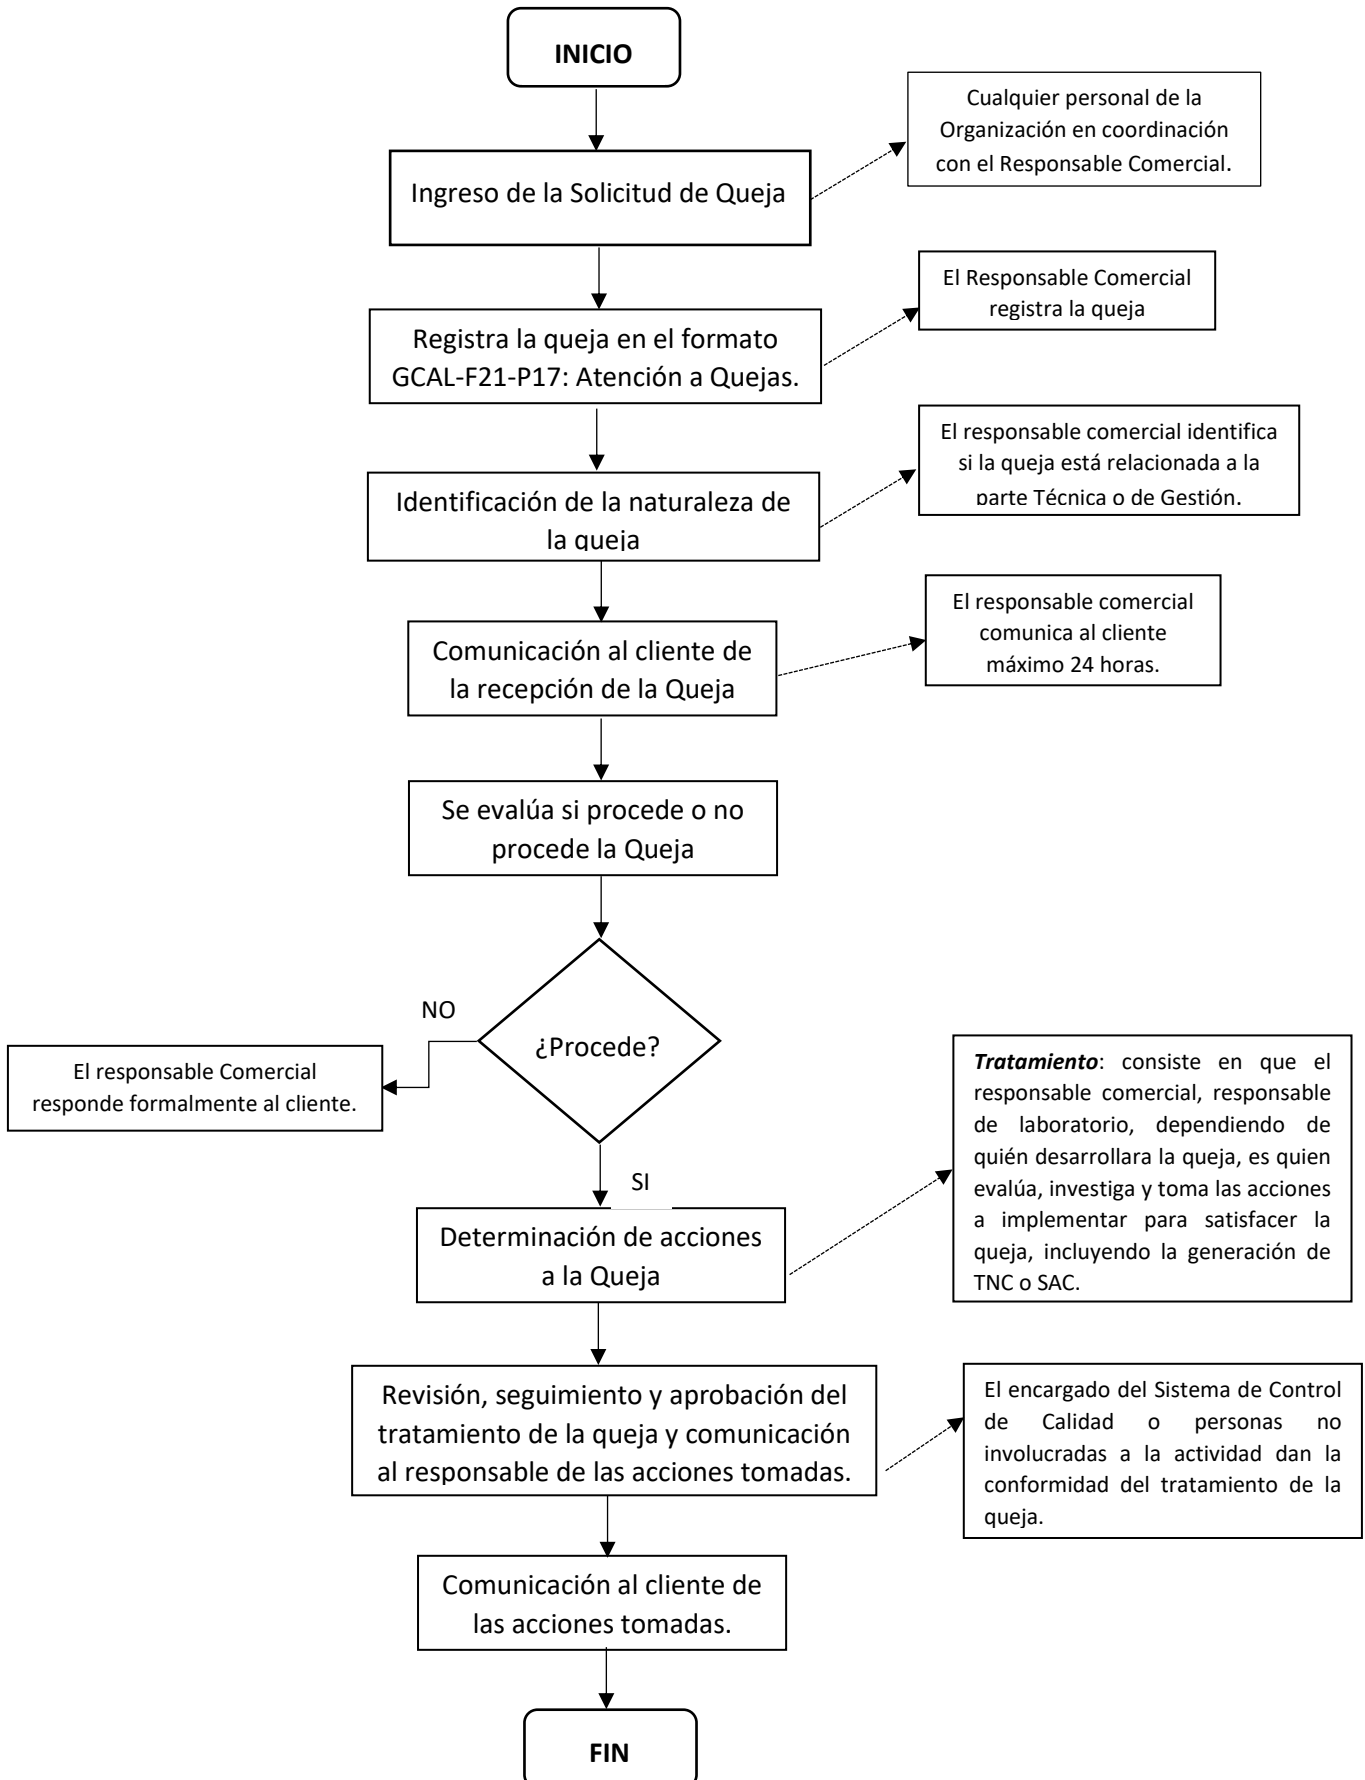 INICIO
Cualquier personal de la
Organización en coordinación
con el Responsable Comercial.
Ingreso de la Solicitud de Queja
El Responsable Comercial
registra la queja
Registra la queja en el formato
GCAL-F21-P17: Atención a Quejas.
El responsable comercial identifica
si la queja está relacionada a la
parte Técnica o de Gestión.
Identificación de la naturaleza de
la queja
El responsable comercial
comunica al cliente
máximo 24 horas.
Comunicación al cliente de
la recepción de la Queja
Se evalúa si procede o no
procede la Queja
NO
¿Procede?
El responsable Comercial
responde formalmente al cliente.
SI
Tratamiento: consiste en que el
responsable comercial, responsable
de laboratorio, dependiendo de
quién desarrollara la queja, es quien
evalúa, investiga y toma las acciones
a implementar para satisfacer la
queja, incluyendo la generación de
TNC o SAC.
Determinación de acciones
a la Queja
Revisión, seguimiento y aprobación del
tratamiento de la queja y comunicación
al responsable de las acciones tomadas.
El encargado del Sistema de Control
de Calidad o personas no
involucradas a la actividad dan la
conformidad del tratamiento de la
queja.
Comunicación al cliente de
las acciones tomadas.
FIN